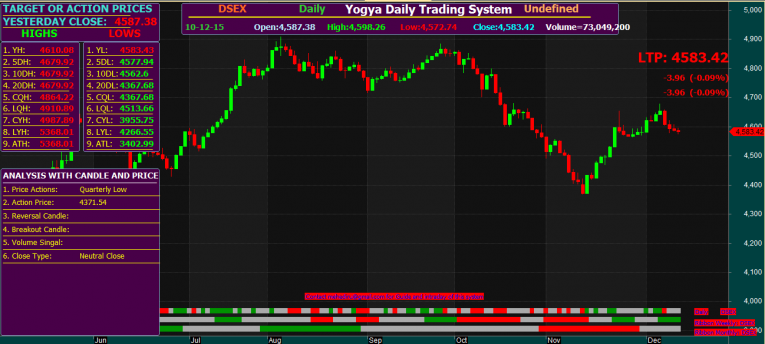 TARGET OR ACTION PRICES
YESTERDAY CLOSE: 4587.38
HIGHS LOWS
1. YH: 4610.08 1. YL: 4583.43
2. 5DH: 4679.92 2. 5DL: 4577.94
3. 10DH: 4679.92 3. 10DL: 4562.6
4. 20DH: 4679.92 4. 20DL: 4367.68
5. CQH: 4864.22 5. CQL: 4367.68
6. LQH: 4910.89 6. LQL: 4513.66
7. CYH: 4987.89 7. CYL: 3955.75
8. LYH: 5368.01 8. LYL: 4266.55
9. ATH: 5368.01 9. ATL: 3402.99
DSEX Daily Yogya Daily Trading System Undefined
10-12-15 Open:4,587.38 High:4,598.26 Low:4,572.74 Close:4,583.42 Volume=73,049,200
LTP: 4583.42
-3.96 (-0.09%)
-3.96 (-0.09%)
ANALYSIS WITH CANDLE AND PRICE
1. Price Actions: Quarterly Low
2. Action Price: 4371.54
3. Reversal Candle:
4. Breakout Candle:
5. Volume Singal:
6. Close Type: Neutral Close
5,000
4,900
4,800
4,700
4,600
4,500
4,400
4,300
4,200
4,100
4,000
Jun Jul Aug Sep Oct Nov Dec